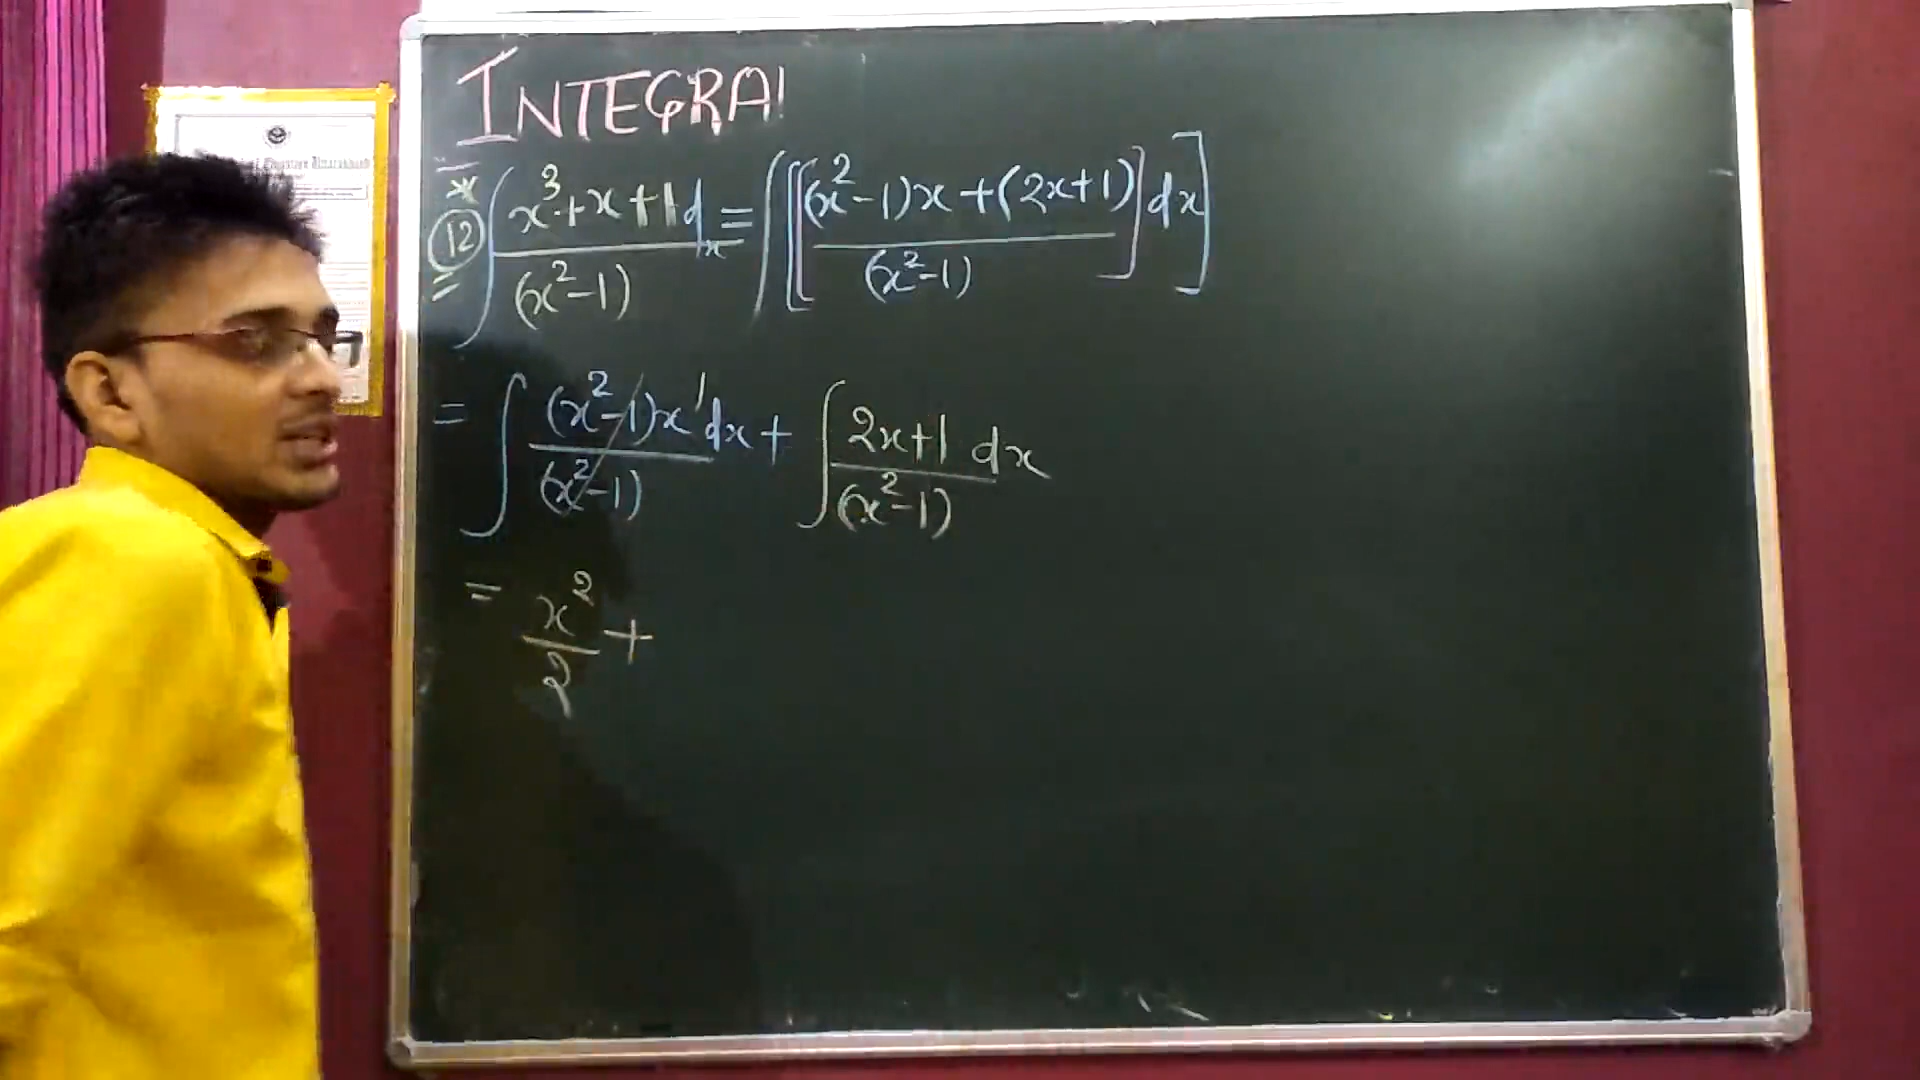 INTEGRAL
(12) ∫ x³+x+1/(x²-1) dx = ∫ [[(x²-1)x+(2x+1)/(x²-1)] dx]
= ∫ (x²-1)x¹/(x²-1) dx + ∫ 2x+1/(x²-1) dx
= x²/2 +